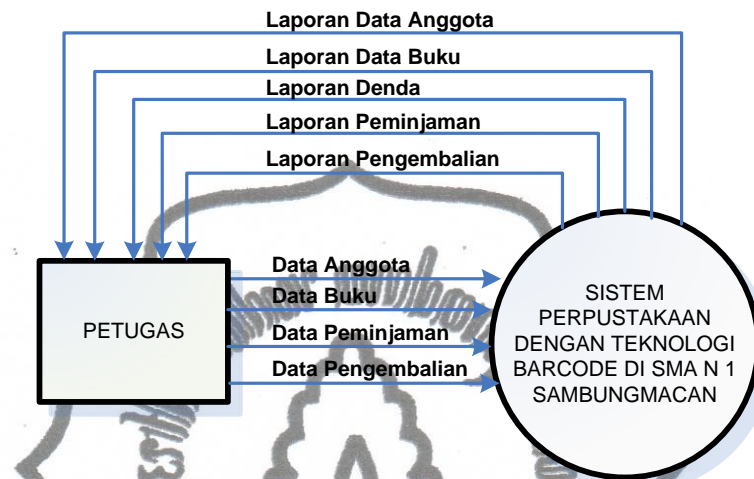 Laporan Data Anggota
Laporan Data Buku
Laporan Denda
Laporan Peminjaman
Laporan Pengembalian
PETUGAS
Data Anggota
Data Buku
Data Peminjaman
Data Pengembalian
SISTEM
PERPUSTAKAAN
DENGAN TEKNOLOGI
BARCODE DI SMA N 1
SAMBUNGMACAN